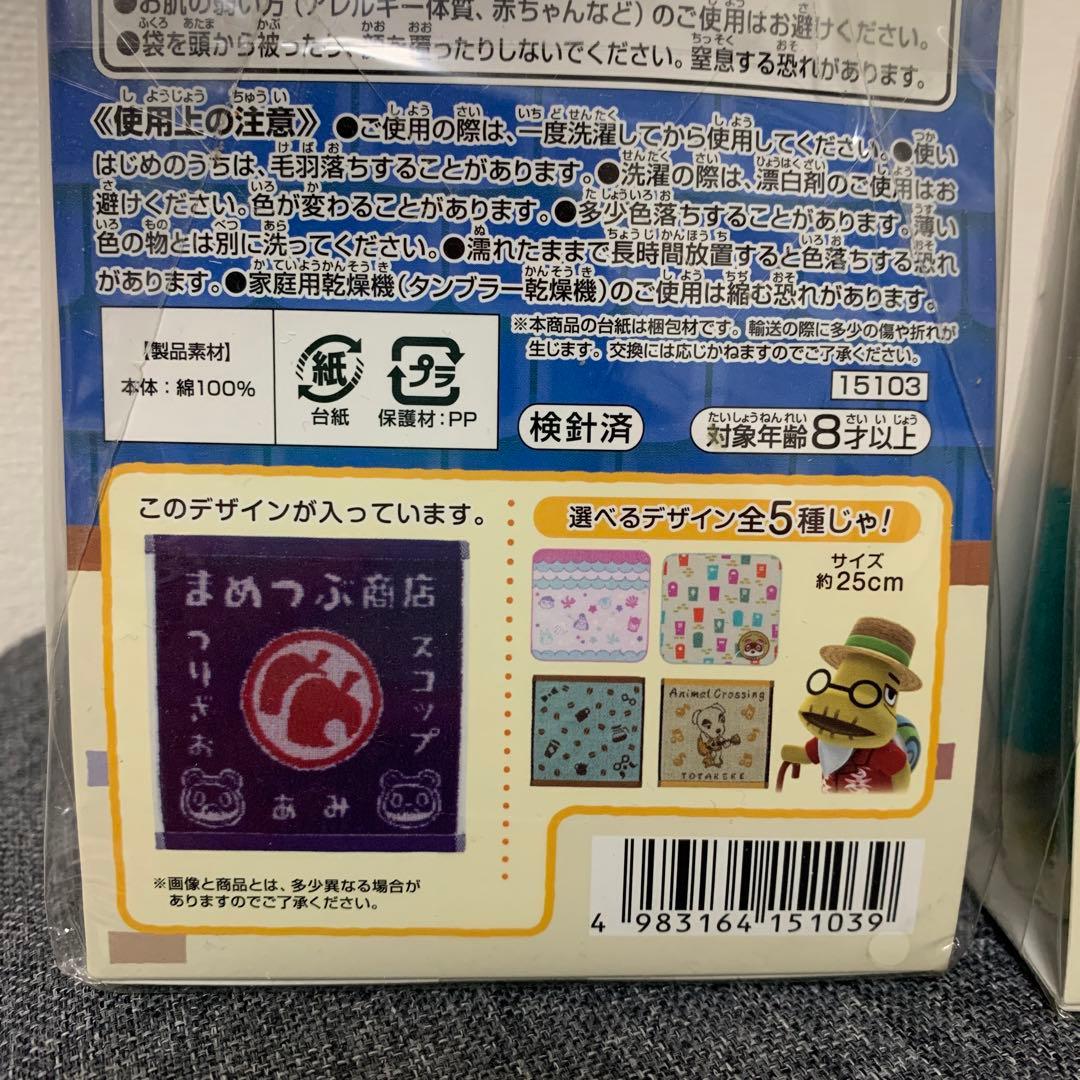 ●お肌の弱い方(アレルギー体質、赤ちゃんなど)のご使用はお避けください。
●袋を頭から被ったり、顔を覆ったりしないでください。窒息する恐れがあります。
《使用上の注意》 ●ご使用の際は、一度洗濯してから使用してください。●使い
はじめのうちは、毛羽落ちすることがあります。●洗濯の際は、漂白剤のご使用はお
避けください。色が変わることがあります。●多少色落ちすることがあります。薄い
色の物とは別に洗ってください。●濡れたままで長時間放置すると色落ちする恐れ
があります。●家庭用乾燥機(タンブラー乾燥機)のご使用は縮む恐れがあります。
※本商品の台紙は梱包材です。輸送の際に多少の傷や折れが
生じます。交換には応じかねますのでご了承ください。
【製品素材】
本体:綿100%
紙
台紙
プラ
保護材:PP
15103
検針済
対象年齢8才以上
このデザインが入っています。
まめつぶ商店
つりざお
スコップ
あみ
※画像と商品とは、多少異なる場合が
ありますのでご了承ください。
選べるデザイン全5種じゃ!
サイズ
約25cm
Animal Crossing
TOTAKEKE
4 983164 151039